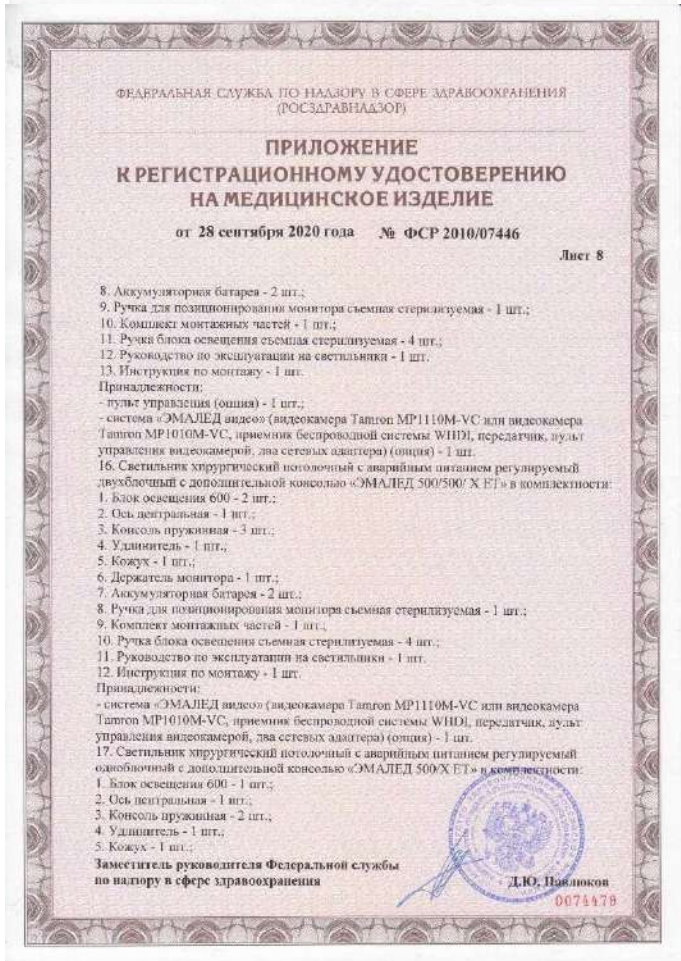 ФЕДЕРАЛЬНАЯ СЛУЖБА ПО НАДЗОРУ В СФЕРЕ ЗДРАВООХРАНЕНИЯ
(РОСЗДРАВНАДЗОР)
ПРИЛОЖЕНИЕ
К РЕГИСТРАЦИОННОМУ УДОСТОВЕРЕНИЮ
НА МЕДИЦИНСКОЕ ИЗДЕЛИЕ
от 28 сентября 2020 года № ФСР 2010/07446
Лист 8
8. Аккумуляторная батарея - 2 шт.;
9. Ручка для позиционирования монитора съемная стерилизуемая - 1 шт.;
10. Комплект монтажных частей - 1 шт.;
11. Ручка блока освещения съемная стерилизуемая - 4 шт.;
12. Руководство по эксплуатации на светильники - 1 шт.
13. Инструкция по монтажу - 1 шт.
Принадлежности:
- пульт управления (опция) - 1 шт.;
- система «ЭМАЛЕД видео» (видеокамера Tamron MP1110M-VC или видеокамера
Tamron MP1010M-VC, приемник беспроводной системы WHDI, передатчик, пульт
управления видеокамерой, два сетевых адаптера) (опция) - 1 шт.
16. Светильник хирургический потолочный с аварийным питанием регулируемый
двухблочный с дополнительной консолью «ЭМАЛЕД 500/500/ Х ЕТ» в комплектности:
1. Блок освещения 600 - 2 шт.;
2. Ось центральная - 1 шт.;
3. Консоль пружинная - 3 шт.;
4. Удлинитель - 1 шт.;
5. Кожух - 1 шт.;
6. Держатель монитора - 1 шт.;
7. Аккумуляторная батарея - 2 шт.;
8. Ручка для позиционирования монитора съемная стерилизуемая - 1 шт.;
9. Комплект монтажных частей - 1 шт.;
10. Ручка блока освещения съемная стерилизуемая - 4 шт.;
11. Руководство по эксплуатации на светильники - 1 шт.
12. Инструкция по монтажу - 1 шт.
Принадлежности:
- система «ЭМАЛЕД видео» (видеокамера Tamron MP1110M-VC или видеокамера
Tamron MP1010M-VC, приемник беспроводной системы WHDI, передатчик, пульт
управления видеокамерой, два сетевых адаптера) (опция) - 1 шт.
17. Светильник хирургический потолочный с аварийным питанием регулируемый
одноблочный с дополнительной консолью «ЭМАЛЕД 500/Х ЕТ» в комплектности:
1. Блок освещения 600 - 1 шт.;
2. Ось центральная - 1 шт.;
3. Консоль пружинная - 2 шт.;
4. Удлинитель - 1 шт.;
5. Кожух - 1 шт.;
Заместитель руководителя Федеральной службы
по надзору в сфере здравоохранения
Д.Ю. Павлюков
0074479